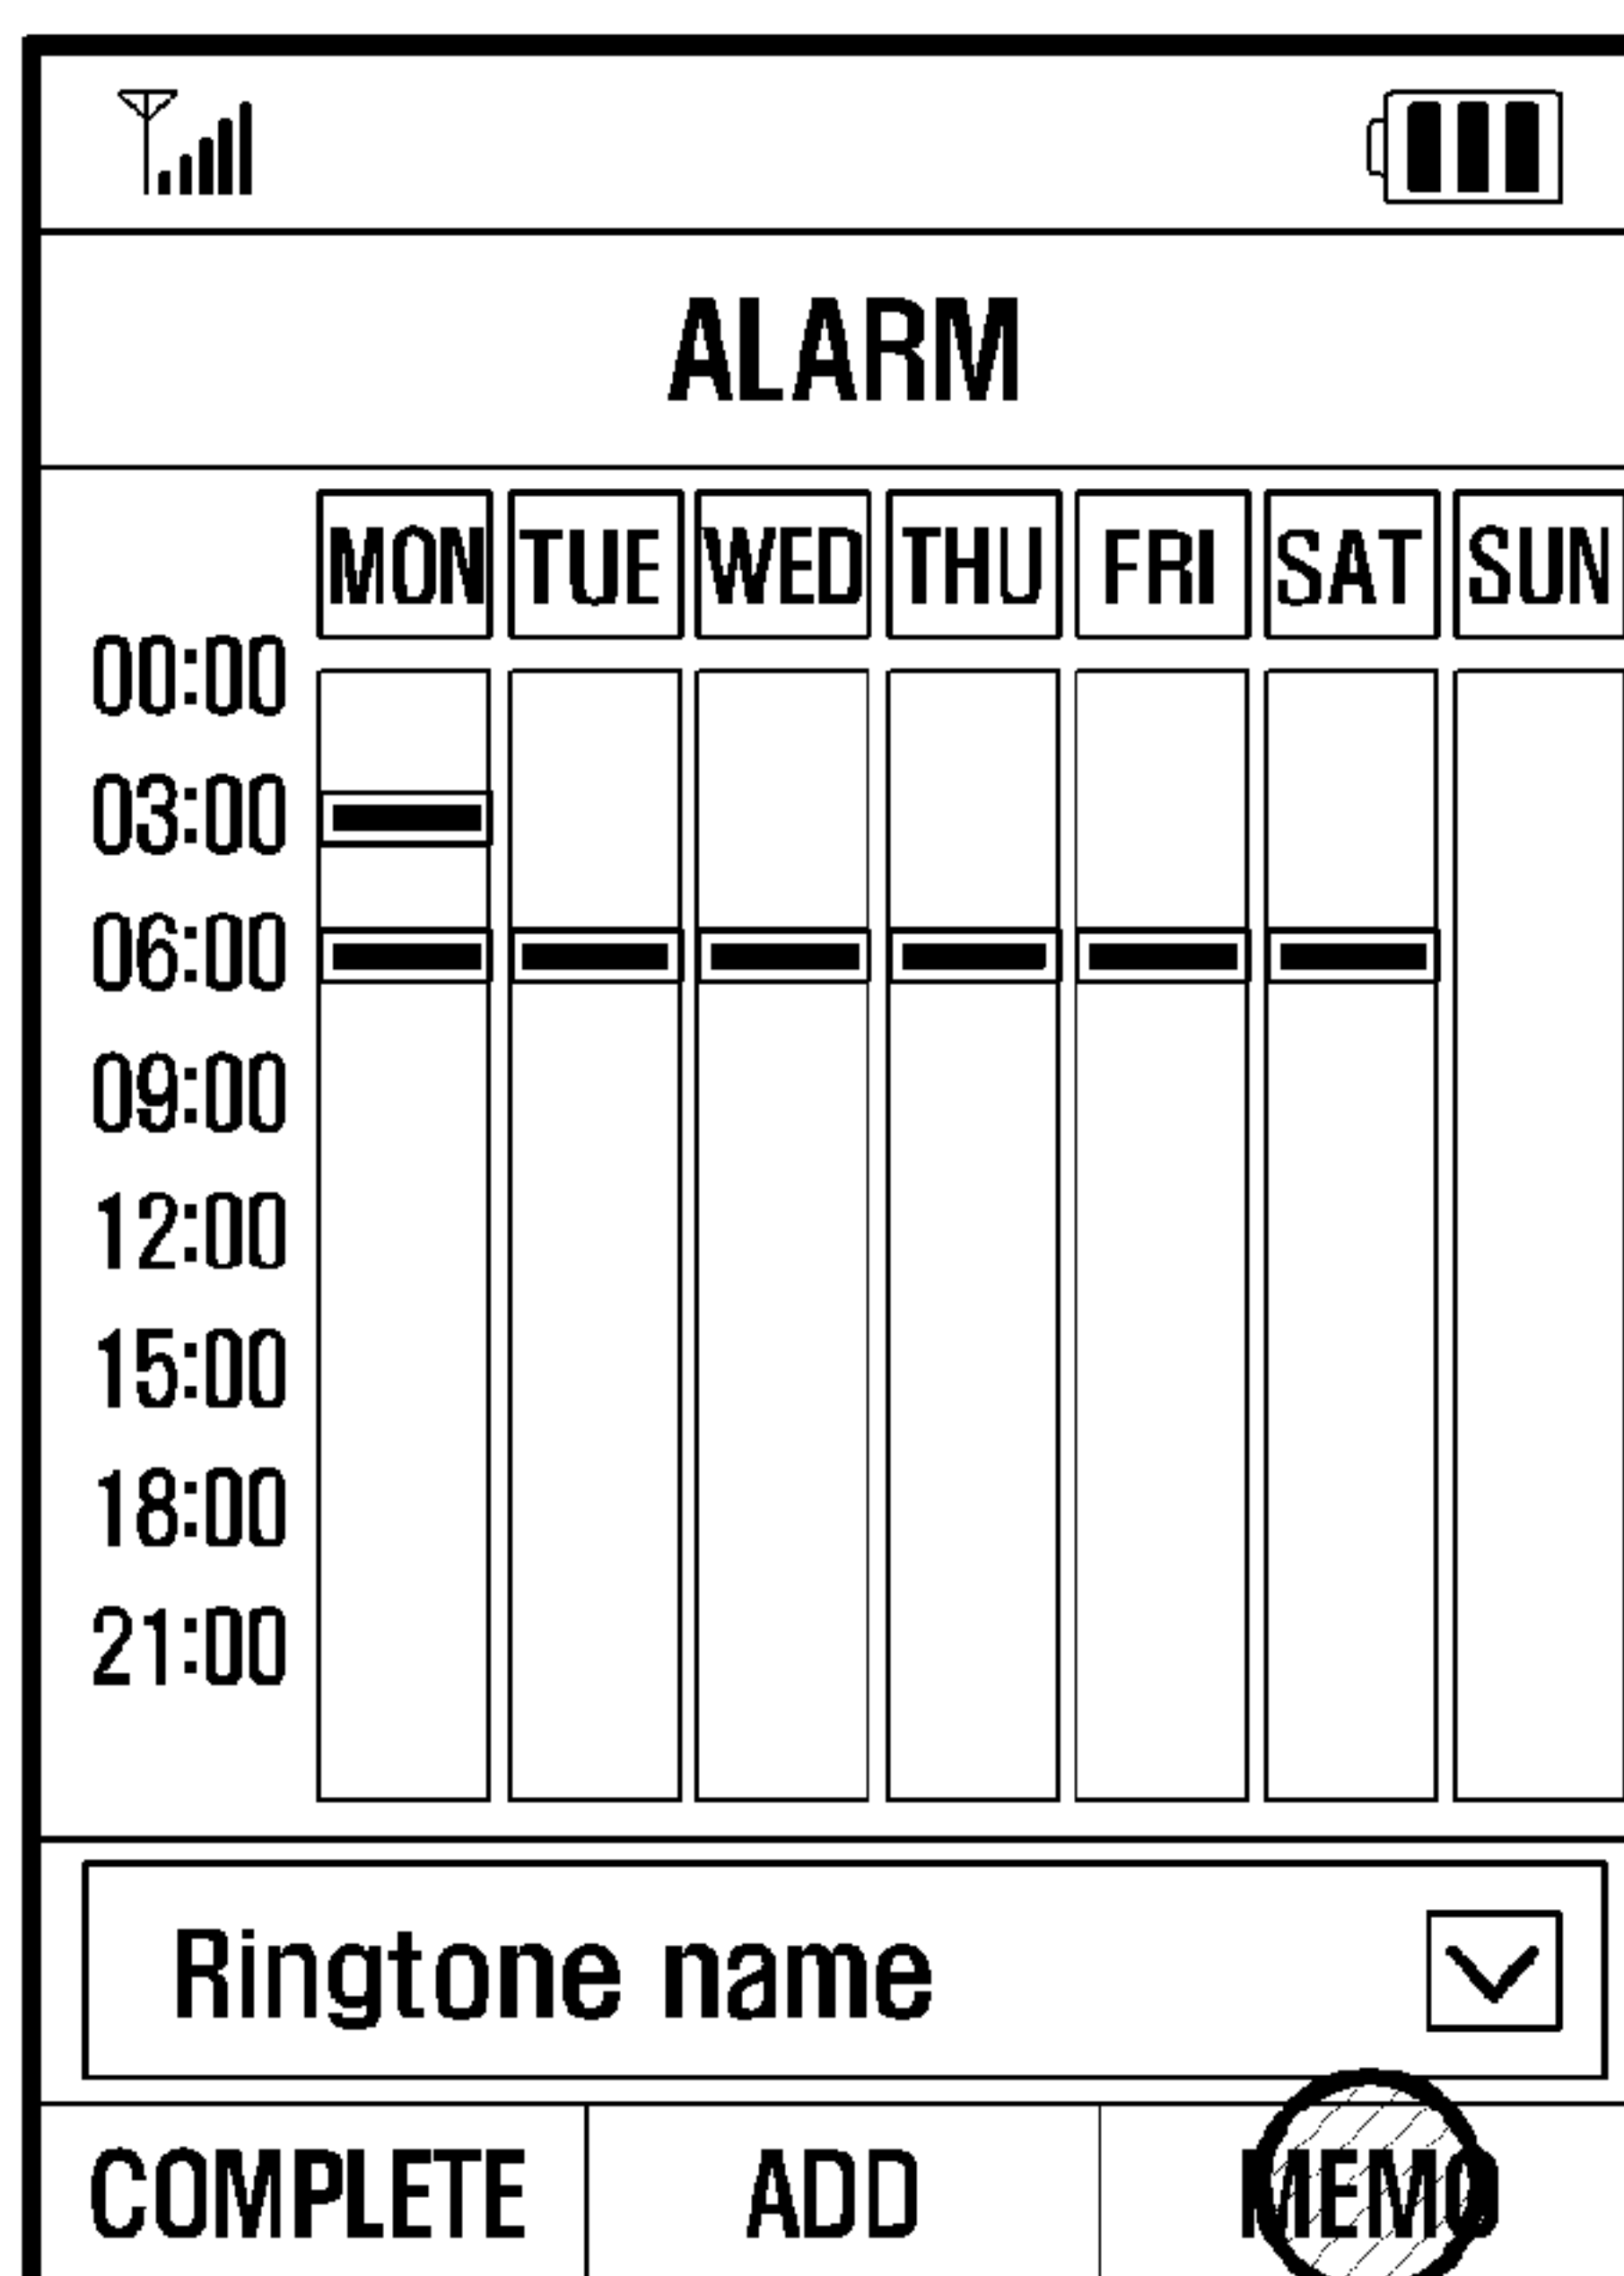 ALARM
MON TUE WED THU FRI SAT SUN
00:00
03:00
06:00
09:00
12:00
15:00
18:00
21:00
Ringtone name
COMPLETE ADD MEMO